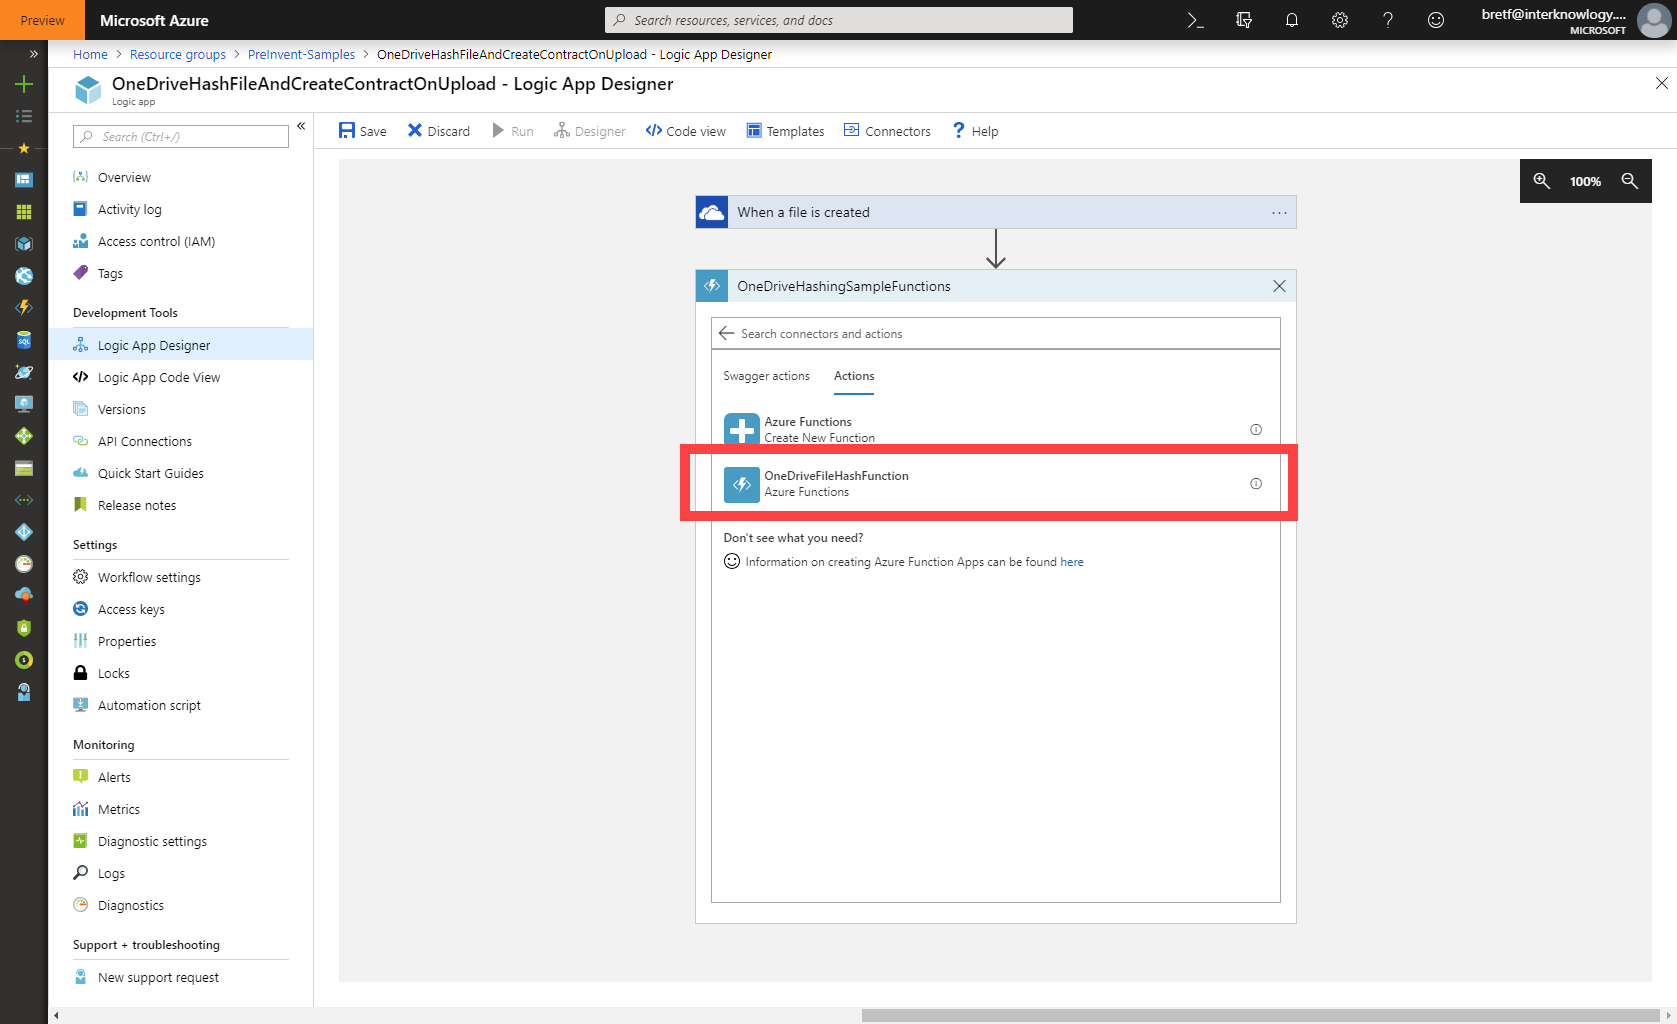 Preview
Microsoft Azure
Search resources, services, and docs
bretf@interknowlogy....
MICROSOFT
Home > Resource groups > PreInvent-Samples > OneDriveHashFileAndCreateContractOnUpload - Logic App Designer
OneDriveHashFileAndCreateContractOnUpload - Logic App Designer
Logic app
Search (Ctrl+/)
Save
Discard
Run
Designer
Code view
Templates
Connectors
Help
Overview
Activity log
Access control (IAM)
Tags
Development Tools
Logic App Designer
Logic App Code View
Versions
API Connections
Quick Start Guides
Release notes
Settings
Workflow settings
Access keys
Properties
Locks
Automation script
Monitoring
Alerts
Metrics
Diagnostic settings
Logs
Diagnostics
Support + troubleshooting
New support request
100%
When a file is created
OneDriveHashingSampleFunctions
Search connectors and actions
Swagger actions
Actions
Azure Functions
Create New Function
OneDriveFileHashFunction
Azure Functions
Don't see what you need?
Information on creating Azure Function Apps can be found here
SQL